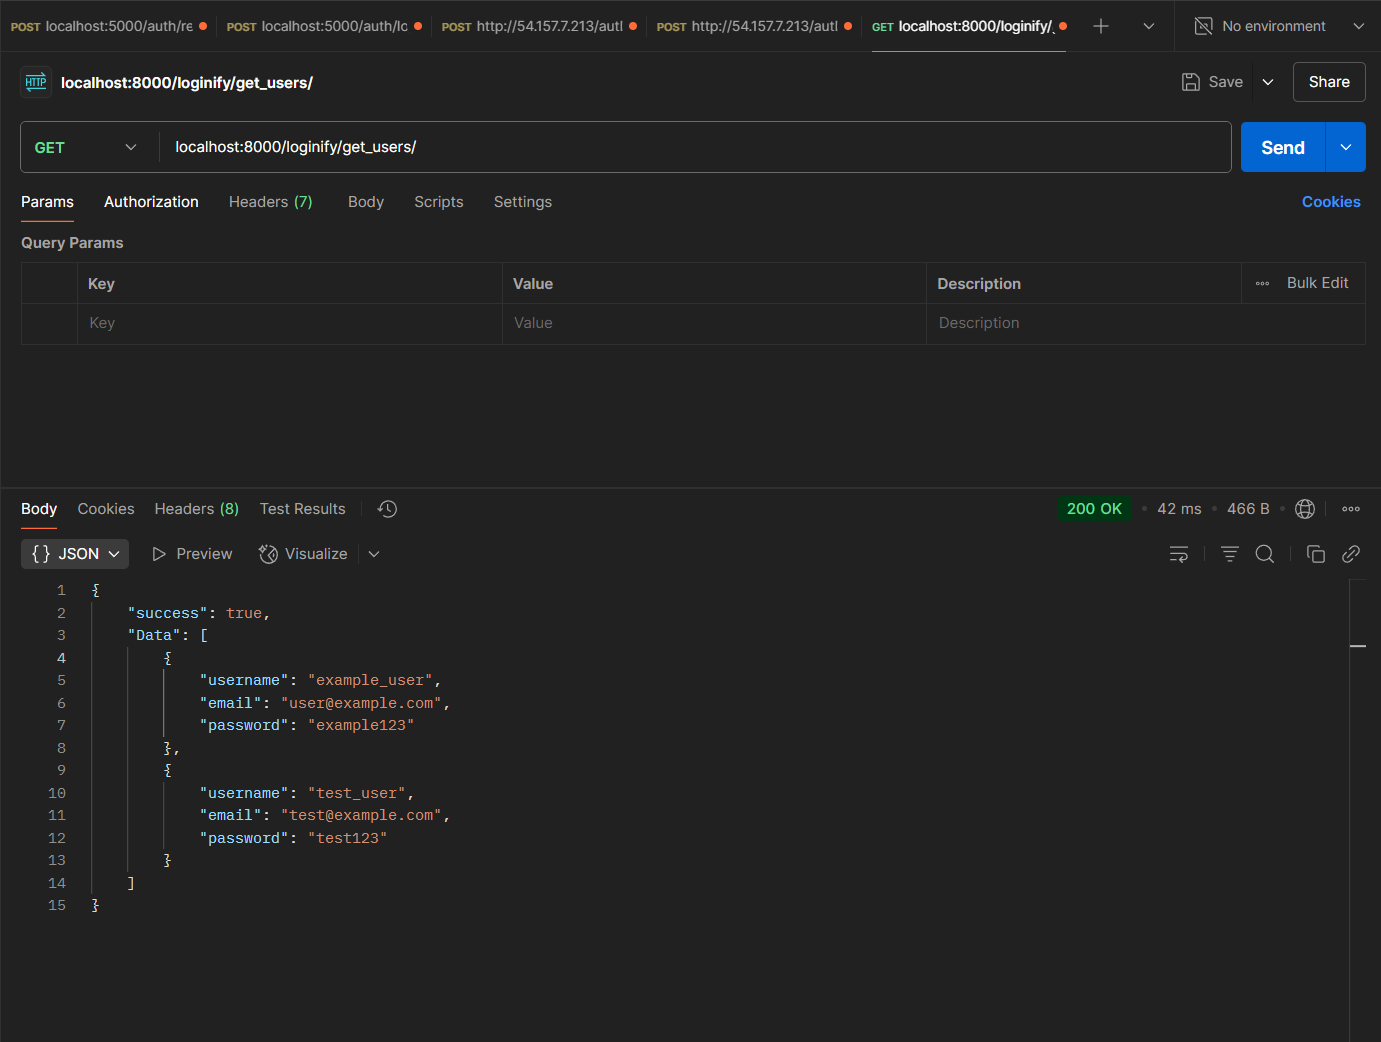 POST localhost:5000/auth/re POST localhost:5000/auth/lo POST http://54.157.7.213/autl POST http://54.157.7.213/autl GET localhost:8000/loginify/ No environment
HTTP localhost:8000/loginify/get_users/ Save Share
GET localhost:8000/loginify/get_users/ Send
Params Authorization Headers (7) Body Scripts Settings Cookies
Query Params
Key Value Description Bulk Edit
Key Value Description
Body Cookies Headers (8) Test Results 200 OK 42 ms 466 B
{} JSON Preview Visualize
1 {
2 "success": true,
3 "Data": [
4 {
5 "username": "example_user",
6 "email": "user@example.com",
7 "password": "example123"
8 },
9 {
10 "username": "test_user",
11 "email": "test@example.com",
12 "password": "test123"
13 }
14 ]
15 }